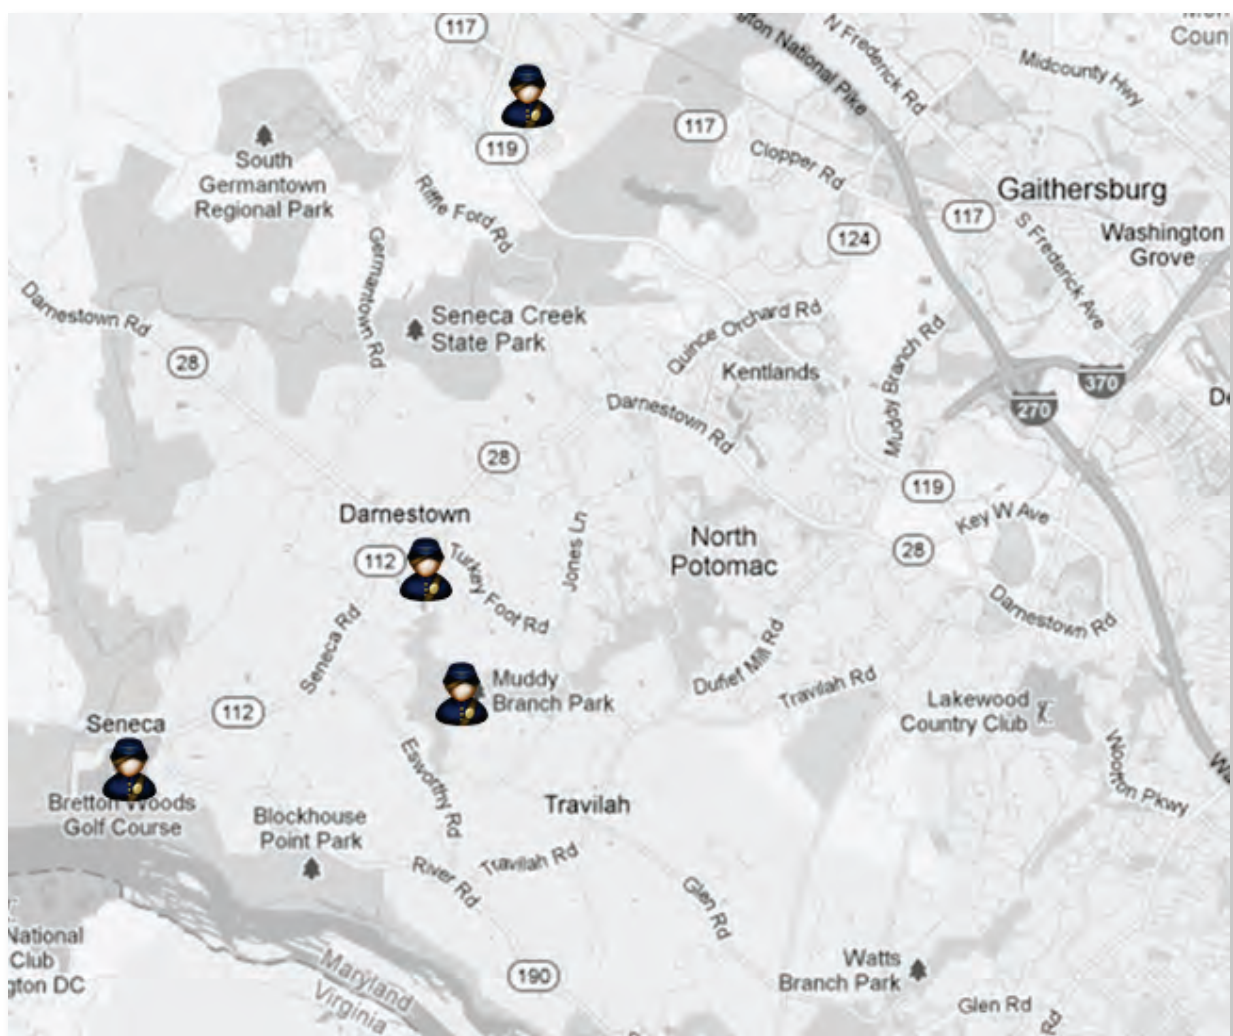 117
N Frederick Rd
Coun
Midcounty Hwy
National Pike
117
119
Clopper Rd
South
Germantown
Regional Park
Gaithersburg
Riffle Ford Rd
117
S Frederick Ave
124
Washington
Grove
Germantown Rd
Darnestown Rd
Seneca Creek
State Park
Quince Orchard Rd
Muddy Branch Rd
28
Kentlands
370
270
Darnestown Rd
28
119
Darnestown
Key W Ave
Jones Ln
North
Potomac
28
112
Turkey Foot Rd
Darnestown Rd
Seneca Rd
Dufief Mill Rd
Muddy
Branch Park
Travilah Rd
Lakewood
Country Club
112
Seneca
Wootton Pkwy
Esworthy Rd
Bretton Woods
Golf Course
Travilah
Blockhouse
Point Park
Travilah Rd
River Rd
Glen Rd
National
Club
gton DC
Watts
Branch Park
Maryland
Virginia
190
Glen Rd
Rd